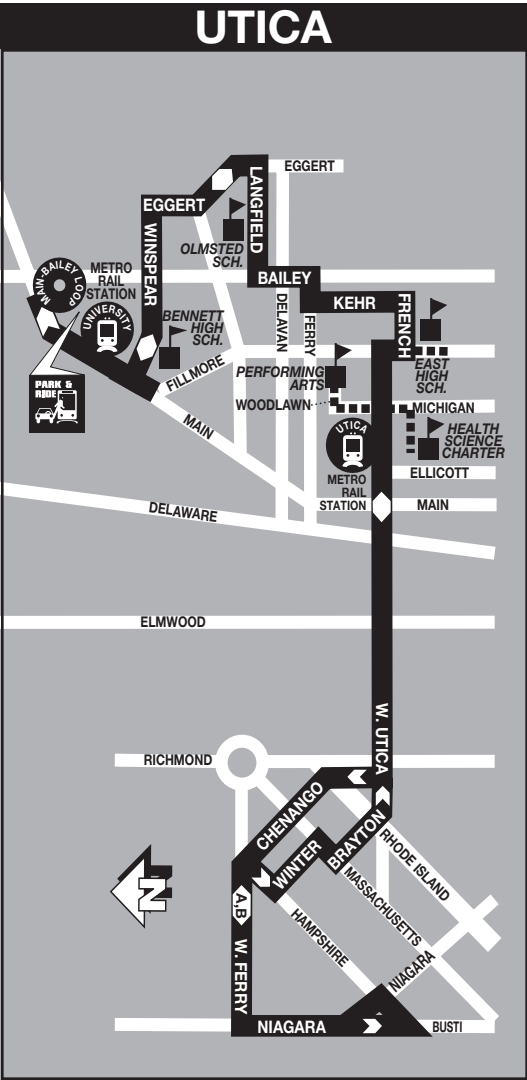 UTICA
EGGERT
LANGFIELD
EGGERT
OLMSTED
SCH.
WINSPEAR
MAIN-BAILEY LOOP
METRO
RAIL
STATION
UNIVERSITY
BAILEY
KEHR
FRENCH
DELAVAN
FERRY
BENNETT
HIGH
SCH.
PARK &
RIDE
FILLMORE
PERFORMING
ARTS
EAST
HIGH
SCH.
WOODLAWN
MICHIGAN
MAIN
UTICA
HEALTH
SCIENCE
CHARTER
ELLICOTT
METRO
RAIL
STATION
MAIN
DELAWARE
ELMWOOD
W. UTICA
RICHMOND
CHENANGO
BRAYTON
WINTER
RHODE ISLAND
MASSACHUSETTS
N
A,B
HAMPSHIRE
W. FERRY
NIAGARA
NIAGARA
BUSTI